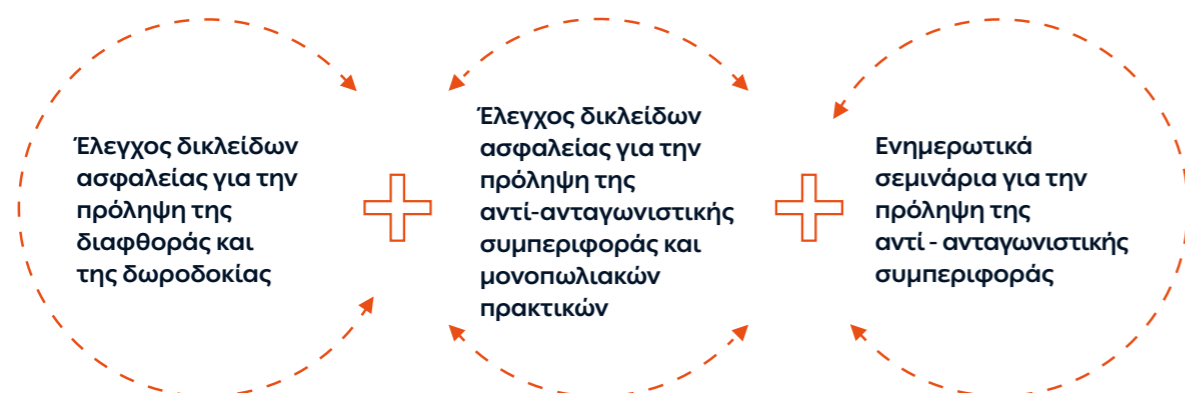 Έλεγχος δικλείδων
ασφαλείας για την
πρόληψη της
διαφθοράς και
της δωροδοκίας
Έλεγχος δικλείδων
ασφαλείας για την
πρόληψη της
αντί-ανταγωνιστικής
συμπεριφοράς και
μονοπωλιακών
πρακτικών
Ενημερωτικά
σεμινάρια για την
πρόληψη της
αντί - ανταγωνιστικής
συμπεριφοράς